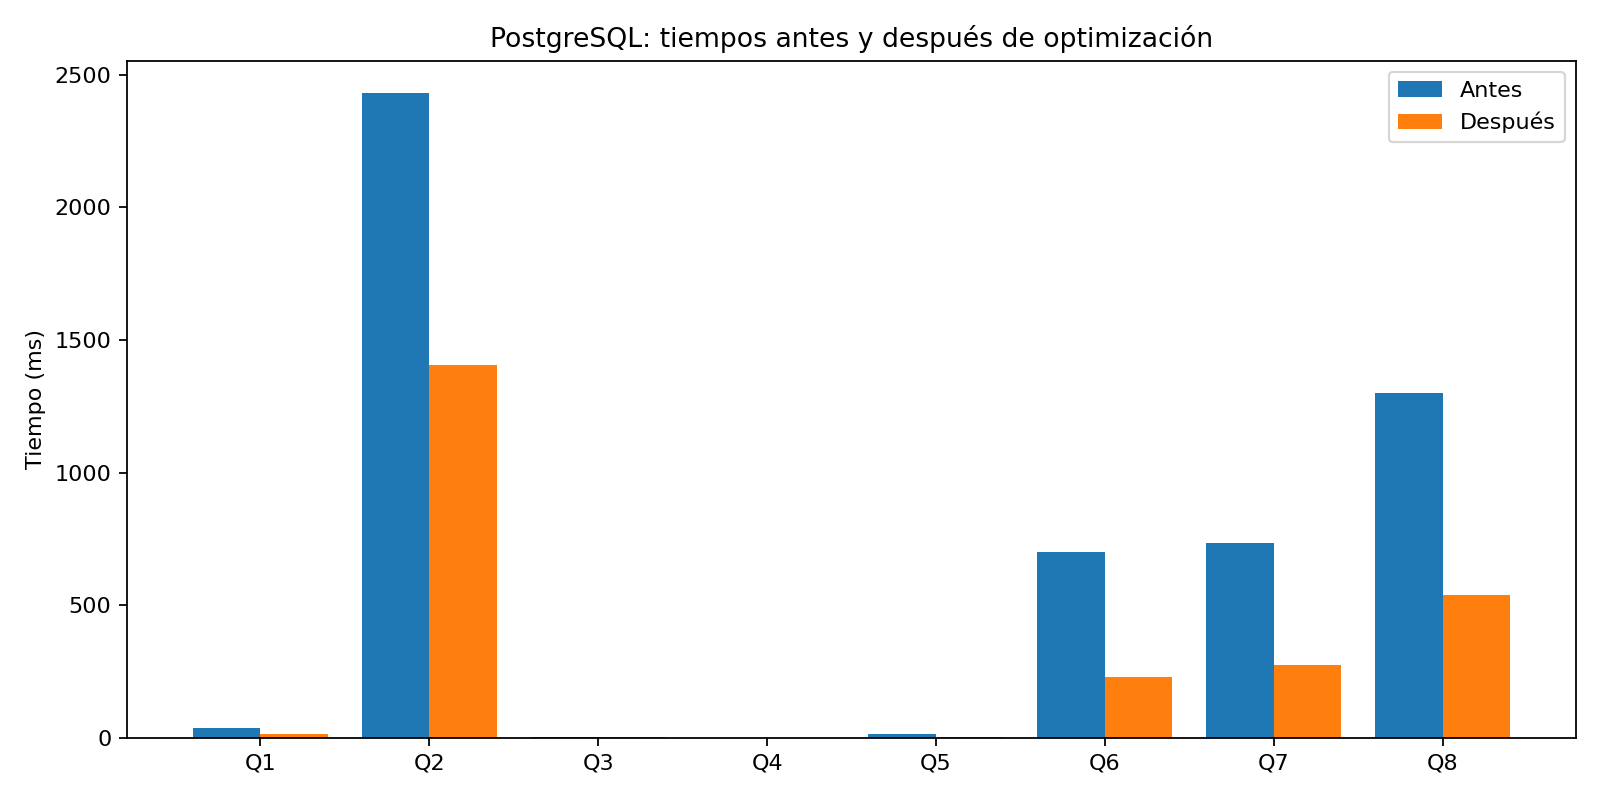 PostgreSQL: tiempos antes y después de optimización
Antes
Después
Tiempo (ms)
2500
2000
1500
1000
500
0
Q1 Q2 Q3 Q4 Q5 Q6 Q7 Q8